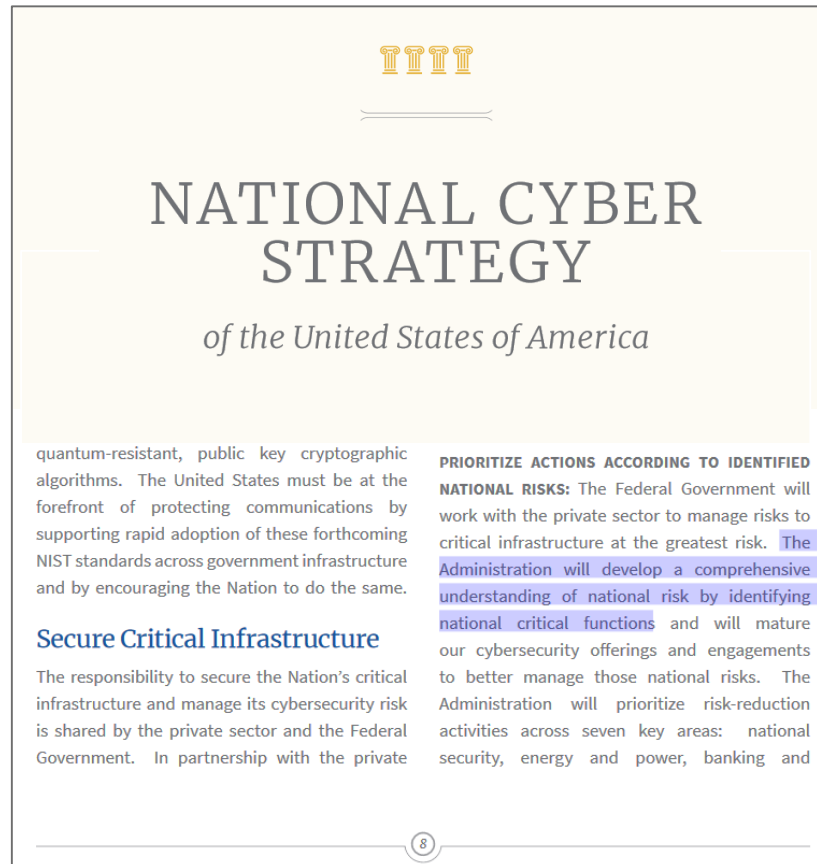 NATIONAL CYBER
STRATEGY
of the United States of America
quantum-resistant, public key cryptographic
algorithms. The United States must be at the
forefront of protecting communications by
supporting rapid adoption of these forthcoming
NIST standards across government infrastructure
and by encouraging the Nation to do the same.
Secure Critical Infrastructure
The responsibility to secure the Nation’s critical
infrastructure and manage its cybersecurity risk
is shared by the private sector and the Federal
Government. In partnership with the private
PRIORITIZE ACTIONS ACCORDING TO IDENTIFIED
NATIONAL RISKS: The Federal Government will
work with the private sector to manage risks to
critical infrastructure at the greatest risk. The
Administration will develop a comprehensive
understanding of national risk by identifying
national critical functions and will mature
our cybersecurity offerings and engagements
to better manage those national risks. The
Administration will prioritize risk-reduction
activities across seven key areas: national
security, energy and power, banking and
8